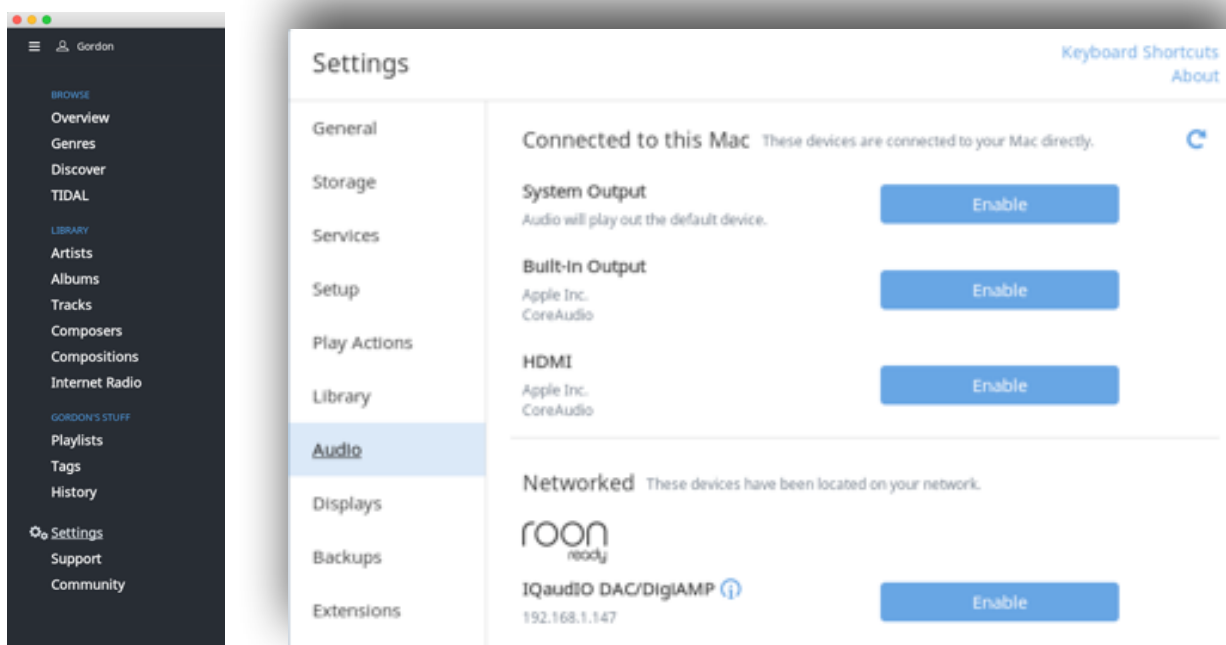 Gordon
BROWSE
Overview
Genres
Discover
TIDAL
LIBRARY
Artists
Albums
Tracks
Composers
Compositions
Internet Radio
GORDON'S STUFF
Playlists
Tags
History
Settings
Support
Community
Settings
Keyboard Shortcuts
About
General
Storage
Services
Setup
Play Actions
Library
Audio
Displays
Backups
Extensions
Connected to this Mac These devices are connected to your Mac directly.
System Output
Audio will play out the default device.
Enable
Built-in Output
Apple Inc.
CoreAudio
Enable
HDMI
Apple Inc.
CoreAudio
Enable
Networked These devices have been located on your network.
roon
ready
IQaudIO DAC/DigiAMP
192.168.1.147
Enable